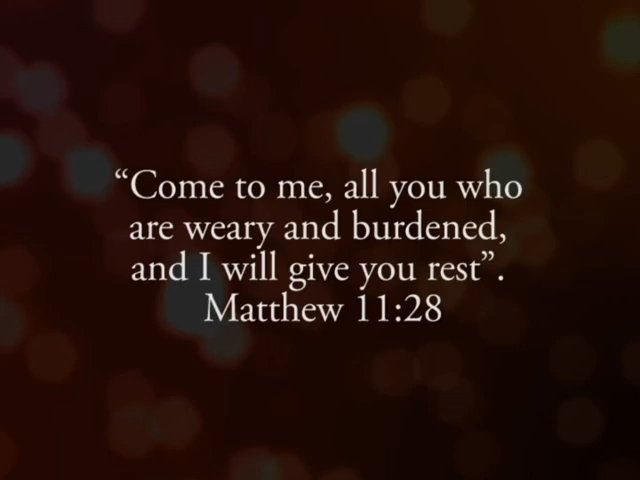 “Come to me, all you who
are weary and burdened,
and I will give you rest”.
Matthew 11:28